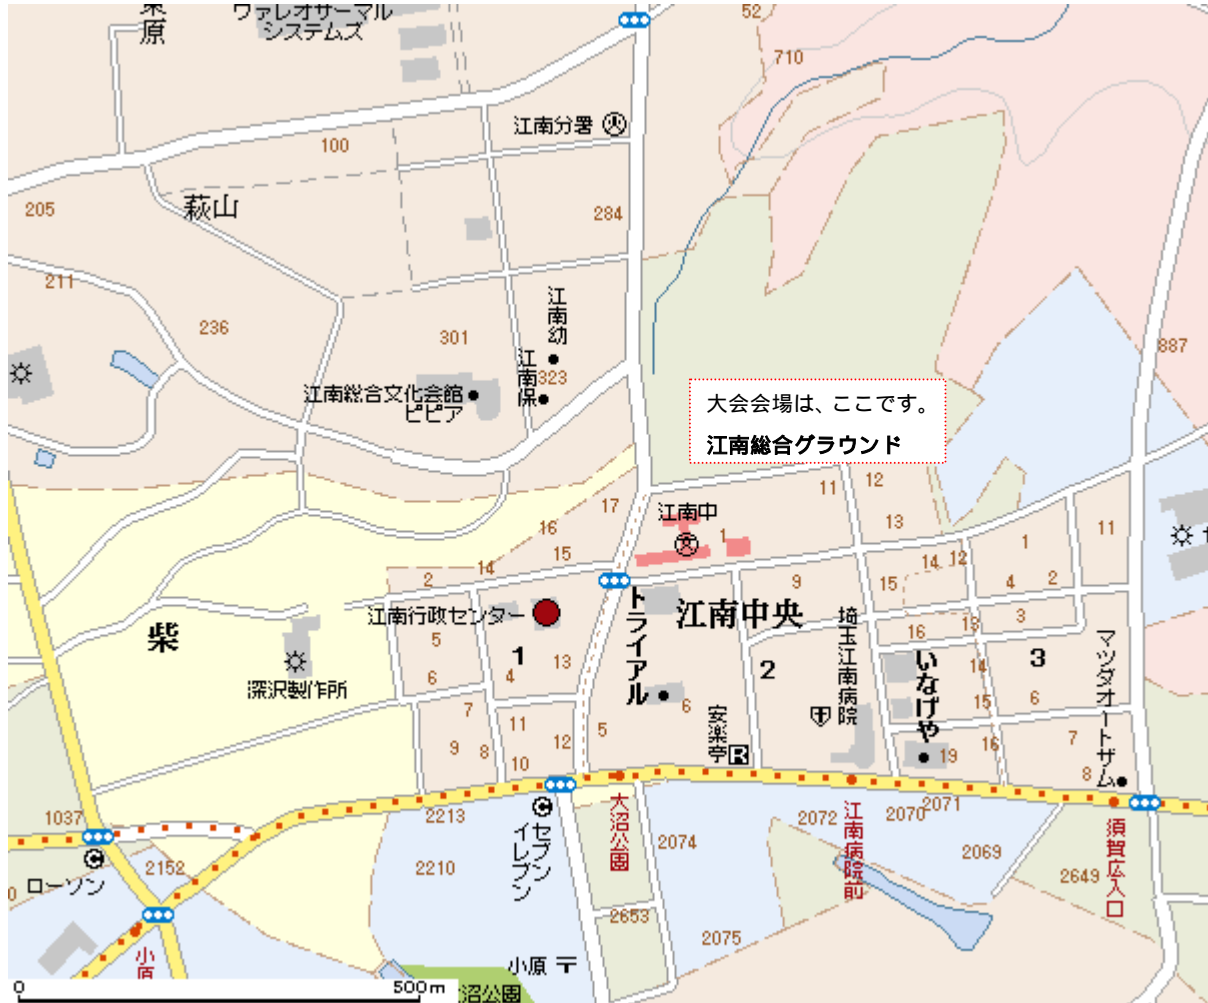 東原
ヴァレオサーマル
システムズ
52
710
江南分署
100
205
萩山
284
211
236
301
江南幼
江南保
323
887
江南総合文化会館
ピピア
大会会場は、ここです。
江南総合グラウンド
17
16
15
14
2
江南中
1
11
12
13
14
12
1
11
9
15
4
2
3
16
13
江南行政センター
トライアル
江南中央
埼玉江南病院
柴
深沢製作所
5
6
1
4
13
7
9
8
11
10
12
5
6
2
安楽亭
R
いなげや
14
15
16
19
3
6
7
8
マツダオートザム
1037
2152
ローソン
小原
2213
2210
セブンイレブン
大沼公園
2074
2653
2075
2072
江南病院前
2070
2071
2069
2649
須賀広入口
小原
沼公園
0
500m